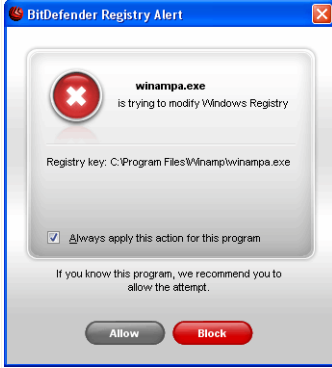 BitDefender Registry Alert
winampa.exe
is trying to modify Windows Registry
Registry key: C:\Program Files\Winamp\winampa.exe
Always apply this action for this program
If you know this program, we recommend you to
allow the attempt.
Allow
Block